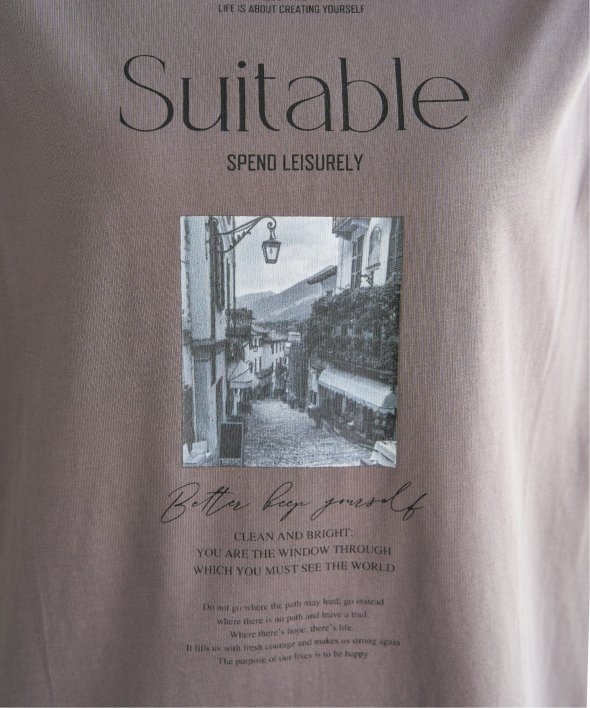 LIFE IS ABOUT CREATING YOURSELF
Suitable
SPEND LEISURELY
Better keep yourself
CLEAN AND BRIGHT:
YOU ARE THE WINDOW THROUGH
WHICH YOU MUST SEE THE WORLD
Do not go where the path may lead; go instead
where there is no path and leave a trail.
Where there's hope, there's life.
It fills us with fresh courage and makes us strong again
The purpose of our lives is to be happy